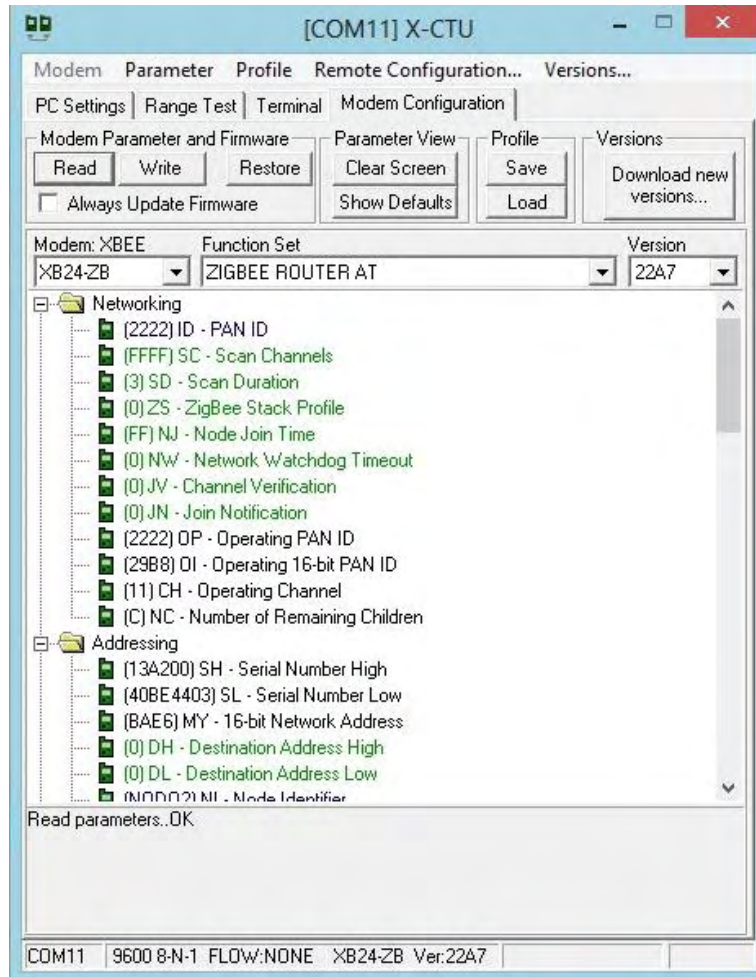 [COM11] X-CTU
Modem Parameter Profile Remote Configuration... Versions...
PC Settings Range Test Terminal Modem Configuration
Modem Parameter and Firmware Parameter View Profile Versions
Read Write Restore Clear Screen Save Download new versions...
Always Update Firmware Show Defaults Load
Modem: XBEE Function Set Version
XB24-ZB ZIGBEE ROUTER AT 22A7
Networking
(2222) ID - PAN ID
(FFFF) SC - Scan Channels
(3) SD - Scan Duration
(0) ZS - ZigBee Stack Profile
(FF) NJ - Node Join Time
(0) NW - Network Watchdog Timeout
(0) JV - Channel Verification
(0) JN - Join Notification
(2222) OP - Operating PAN ID
(29B8) OI - Operating 16-bit PAN ID
(11) CH - Operating Channel
(C) NC - Number of Remaining Children
Addressing
(13A200) SH - Serial Number High
(40BE4403) SL - Serial Number Low
(BAE6) MY - 16-bit Network Address
(0) DH - Destination Address High
(0) DL - Destination Address Low
(NODO2) NI - Node Identifier
Read parameters..OK
COM11 9600 8-N-1 FLOW:NONE XB24-ZB Ver:22A7